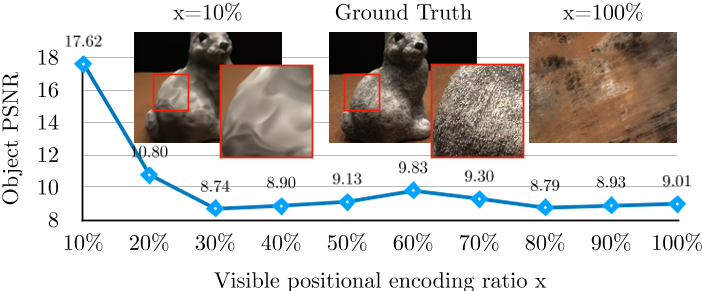 x=10%
Ground Truth
x=100%
Object PSNR
18
16
14
12
10
8
17.62
10.80
8.74
8.90
9.13
9.83
9.30
8.79
8.93
9.01
10% 20% 30% 40% 50% 60% 70% 80% 90% 100%
Visible positional encoding ratio x